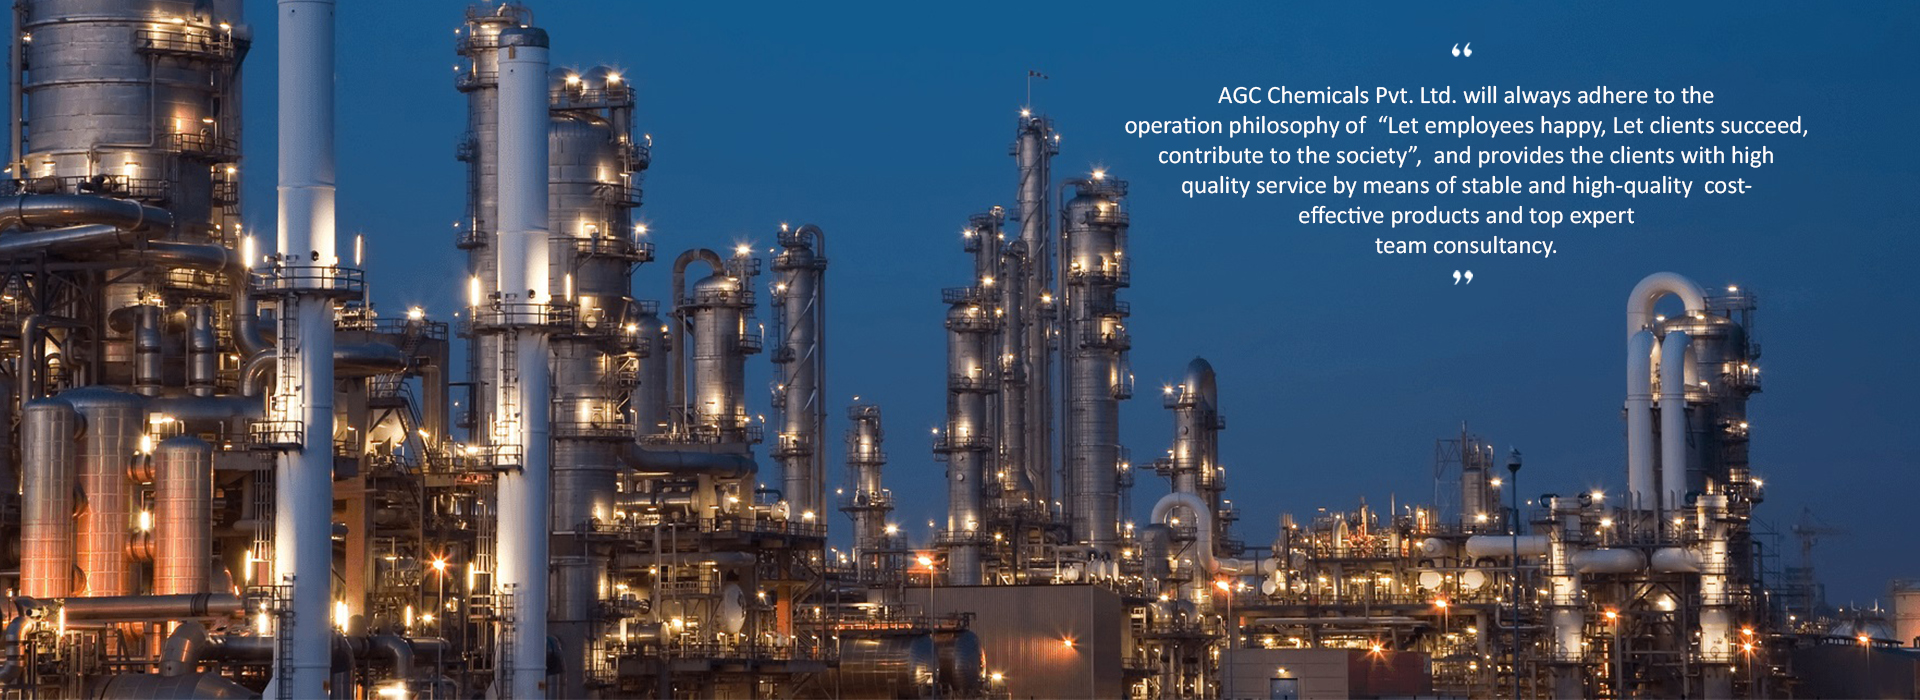 “
AGC Chemicals Pvt. Ltd. will always adhere to the
operation philosophy of “Let employees happy, Let clients succeed,
contribute to the society”, and provides the clients with high
quality service by means of stable and high-quality cost-
effective products and top expert
team consultancy.
”